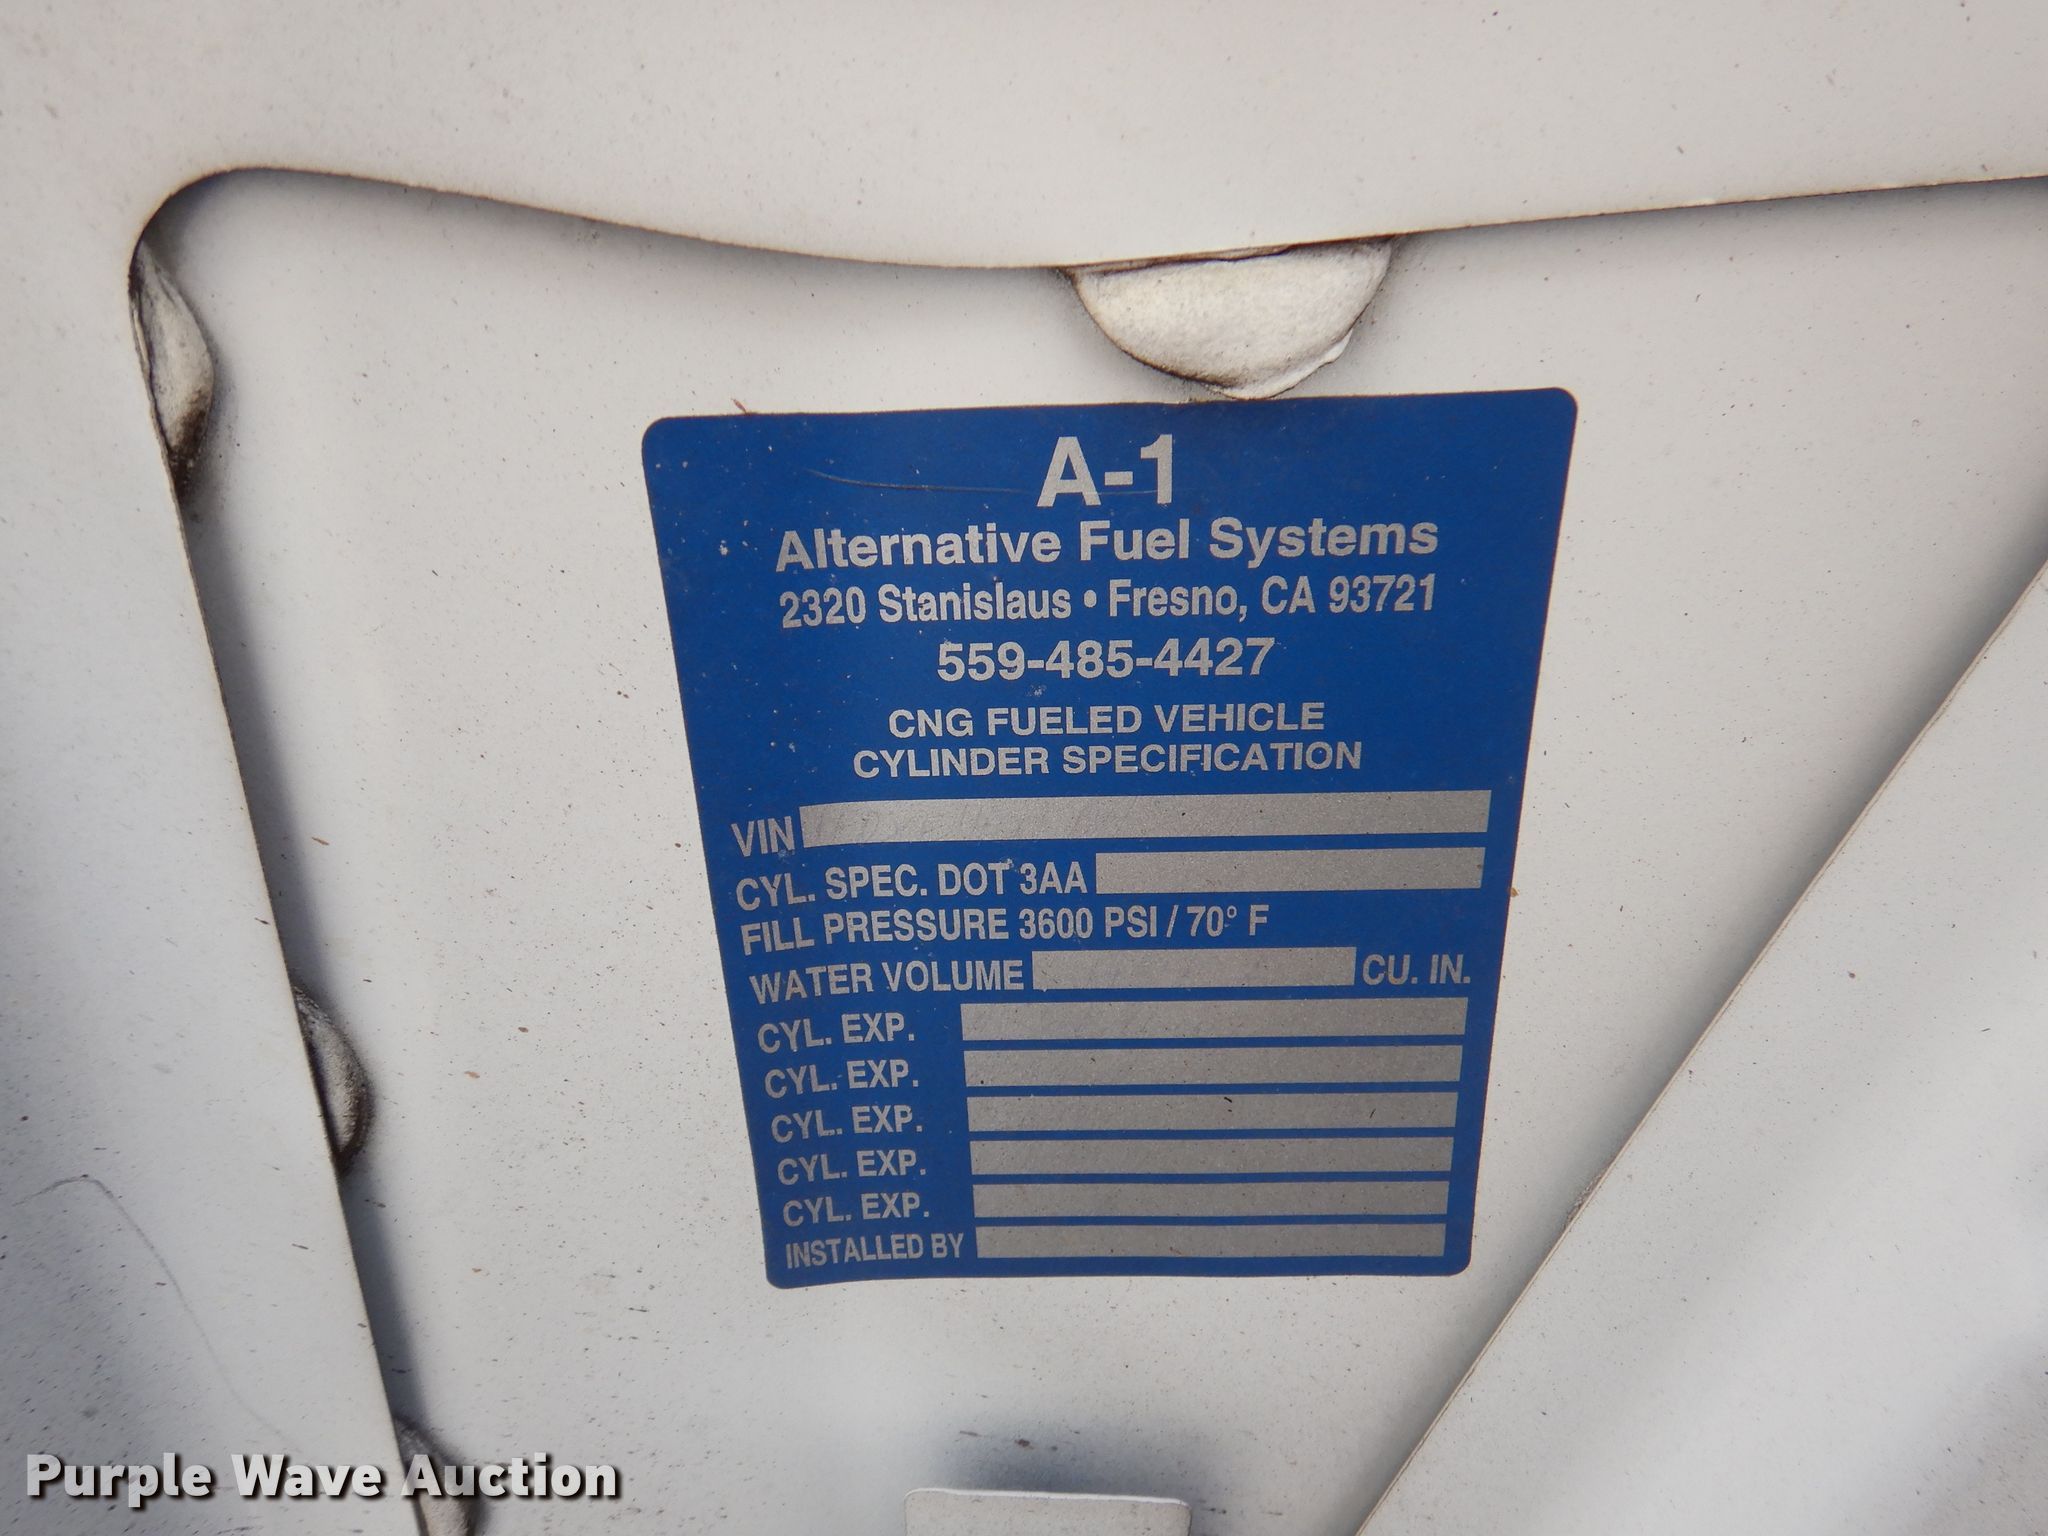 A-1
Alternative Fuel Systems
2320 Stanislaus • Fresno, CA 93721
559-485-4427
CNG FUELED VEHICLE
CYLINDER SPECIFICATION
VIN
CYL. SPEC. DOT 3AA
FILL PRESSURE 3600 PSI / 70° F
WATER VOLUME CU. IN.
CYL. EXP.
CYL. EXP.
CYL. EXP.
CYL. EXP.
CYL. EXP.
INSTALLED BY
Purple Wave Auction